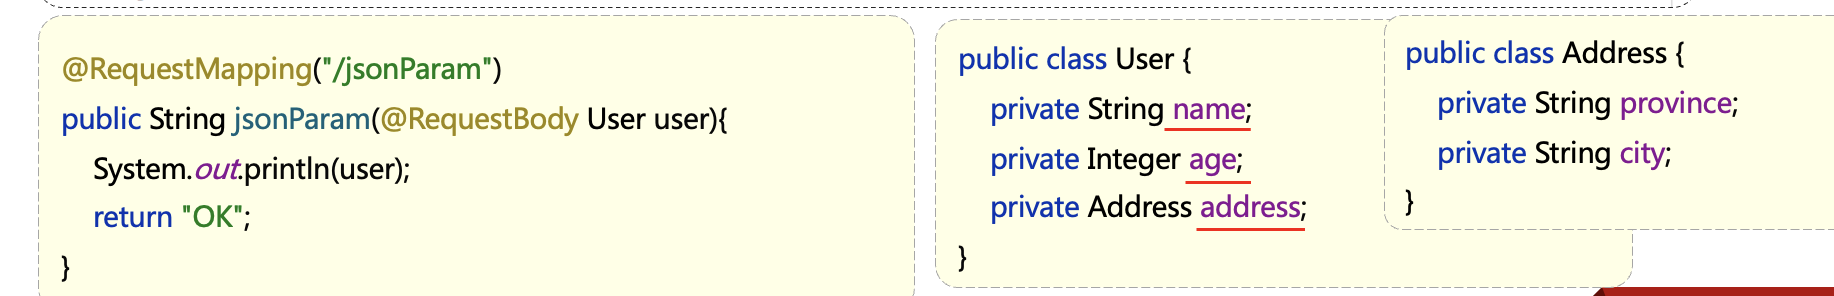 @RequestMapping("/jsonParam")
public String jsonParam(@RequestBody User user){
System.out.println(user);
return "OK";
}
public class User {
private String name;
private Integer age;
private Address address;
}
public class Address {
private String province;
private String city;
}